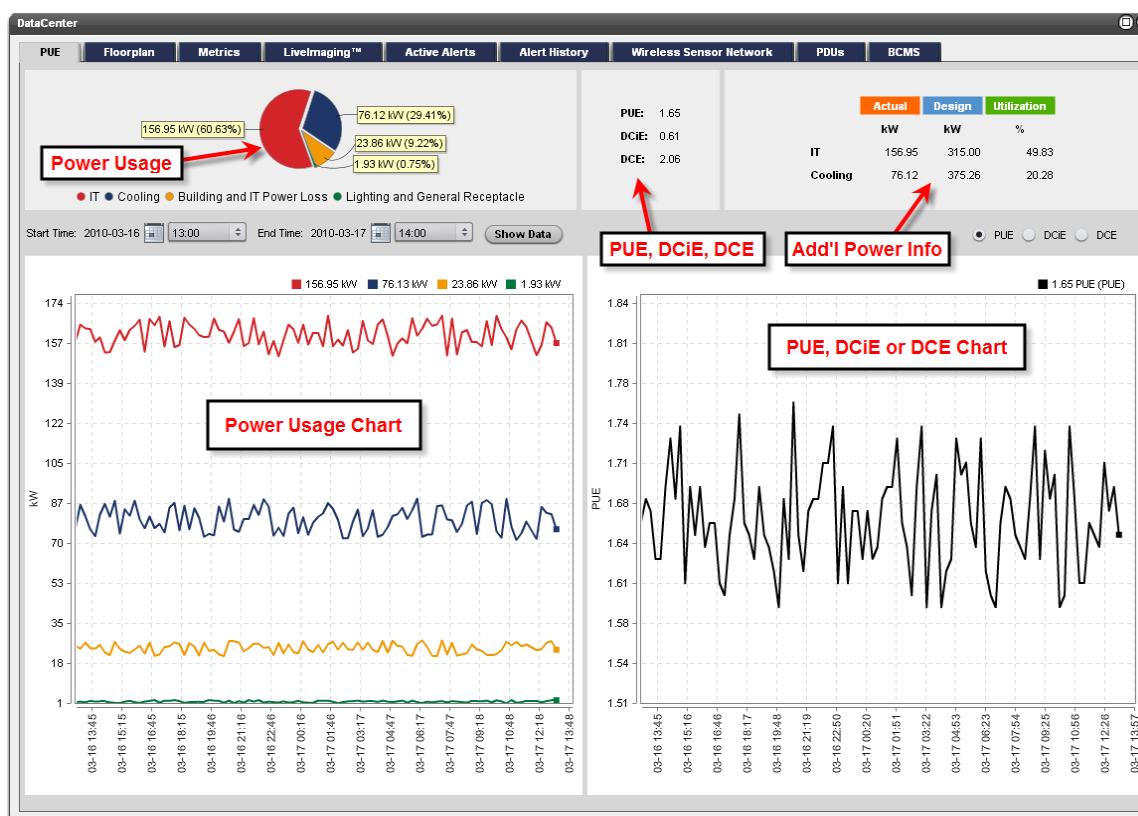 DataCenter
PUE Floorplan Metrics LiveImaging™ Active Alerts Alert History Wireless Sensor Network PDUs BCMS
156.95 kW (60.63%)
76.12 kW (29.41%)
23.86 kW (9.22%)
1.93 kW (0.75%)
Power Usage
IT Cooling Building and IT Power Loss Lighting and General Receptacle
PUE: 1.65
DCiE: 0.61
DCE: 2.06
PUE, DCiE, DCE
Actual Design Utilization
kW kW %
IT 156.95 315.00 49.83
Cooling 76.12 375.26 20.28
Add'l Power Info
Start Time: 2010-03-16 13:00 End Time: 2010-03-17 14:00 Show Data
PUE DCiE DCE
156.95 kW 76.13 kW 23.86 kW 1.93 kW
kW
174
157
139
122
105
87
70
53
35
18
1
Power Usage Chart
03-16 13:45
03-16 15:15
03-16 16:45
03-16 18:15
03-16 19:46
03-16 21:16
03-16 22:46
03-17 00:16
03-17 01:46
03-17 03:17
03-17 04:47
03-17 06:17
03-17 07:47
03-17 09:18
03-17 10:48
03-17 12:18
03-17 13:48
1.65 PUE (PUE)
PUE
1.84
1.81
1.78
1.74
1.71
1.68
1.64
1.61
1.58
1.54
1.51
PUE, DCiE or DCE Chart
03-16 13:45
03-16 15:16
03-16 16:46
03-16 18:17
03-16 19:48
03-16 21:19
03-16 22:50
03-17 00:20
03-17 01:51
03-17 03:22
03-17 04:53
03-17 06:23
03-17 07:54
03-17 09:25
03-17 10:56
03-17 12:26
03-17 13:57